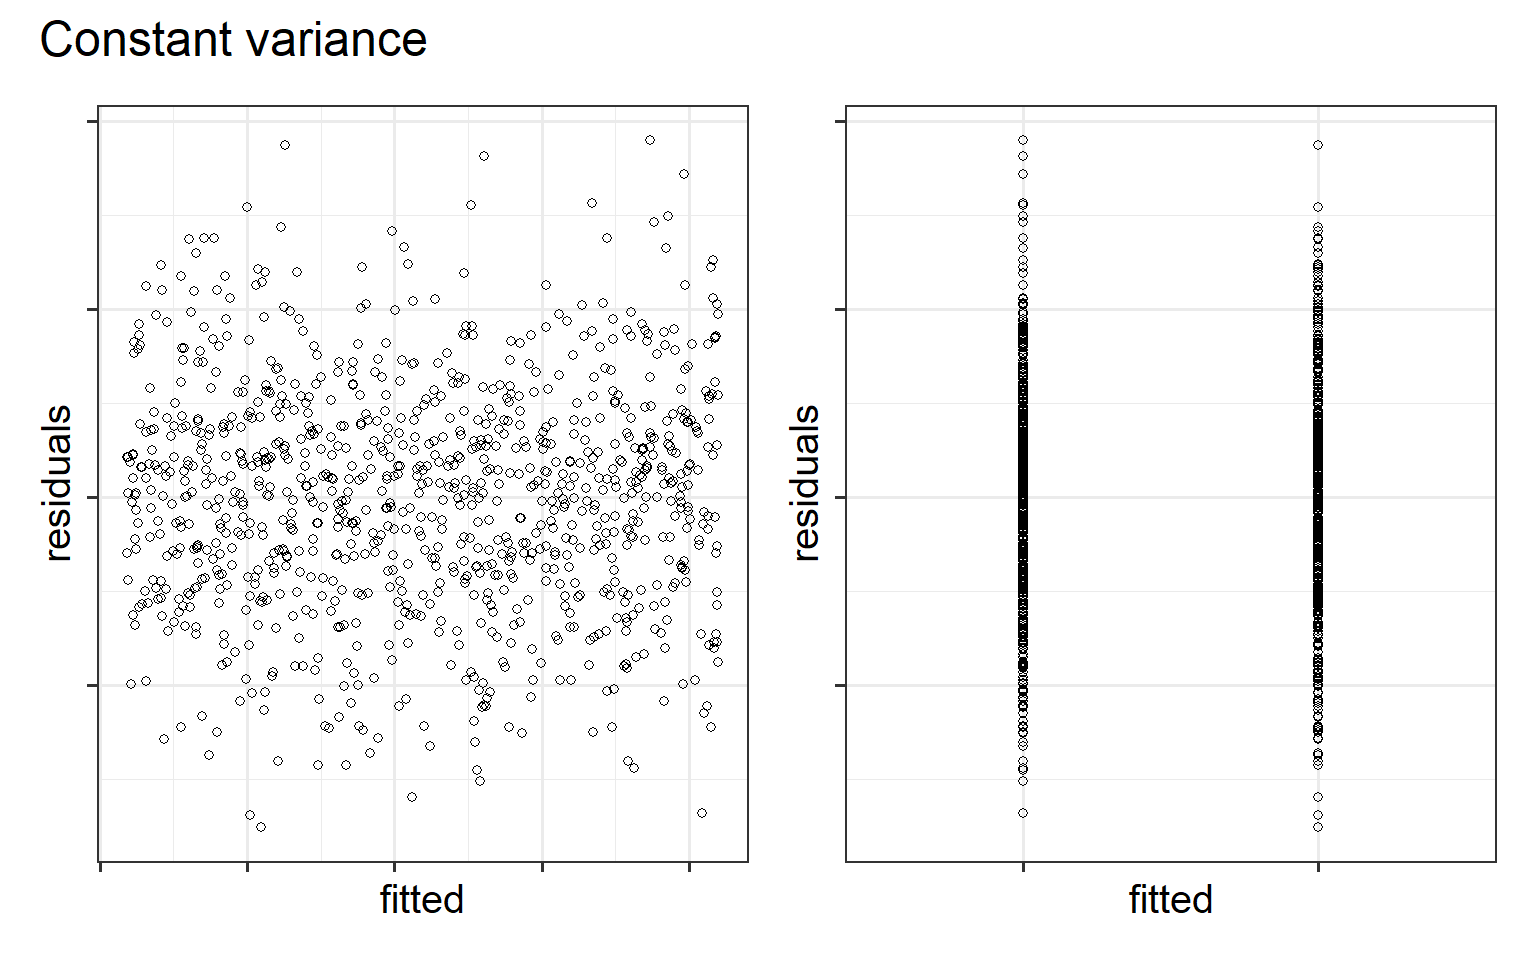 Constant variance
residuals
fitted
residuals
fitted